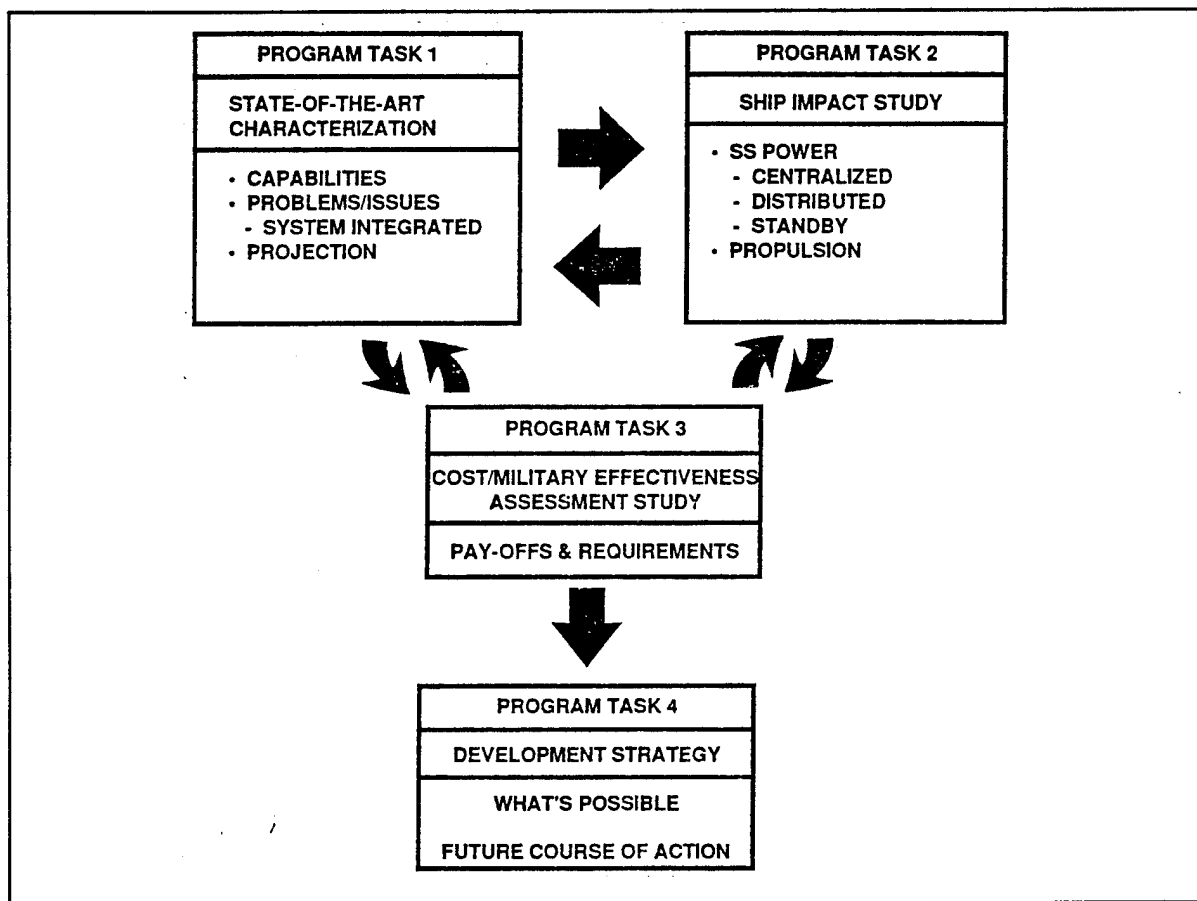 PROGRAM TASK 1
STATE-OF-THE-ART
CHARACTERIZATION
• CAPABILITIES
• PROBLEMS/ISSUES
- SYSTEM INTEGRATED
• PROJECTION
PROGRAM TASK 2
SHIP IMPACT STUDY
• SS POWER
- CENTRALIZED
- DISTRIBUTED
- STANDBY
• PROPULSION
PROGRAM TASK 3
COST/MILITARY EFFECTIVENESS
ASSESSMENT STUDY
PAY-OFFS & REQUIREMENTS
PROGRAM TASK 4
DEVELOPMENT STRATEGY
WHAT'S POSSIBLE
FUTURE COURSE OF ACTION